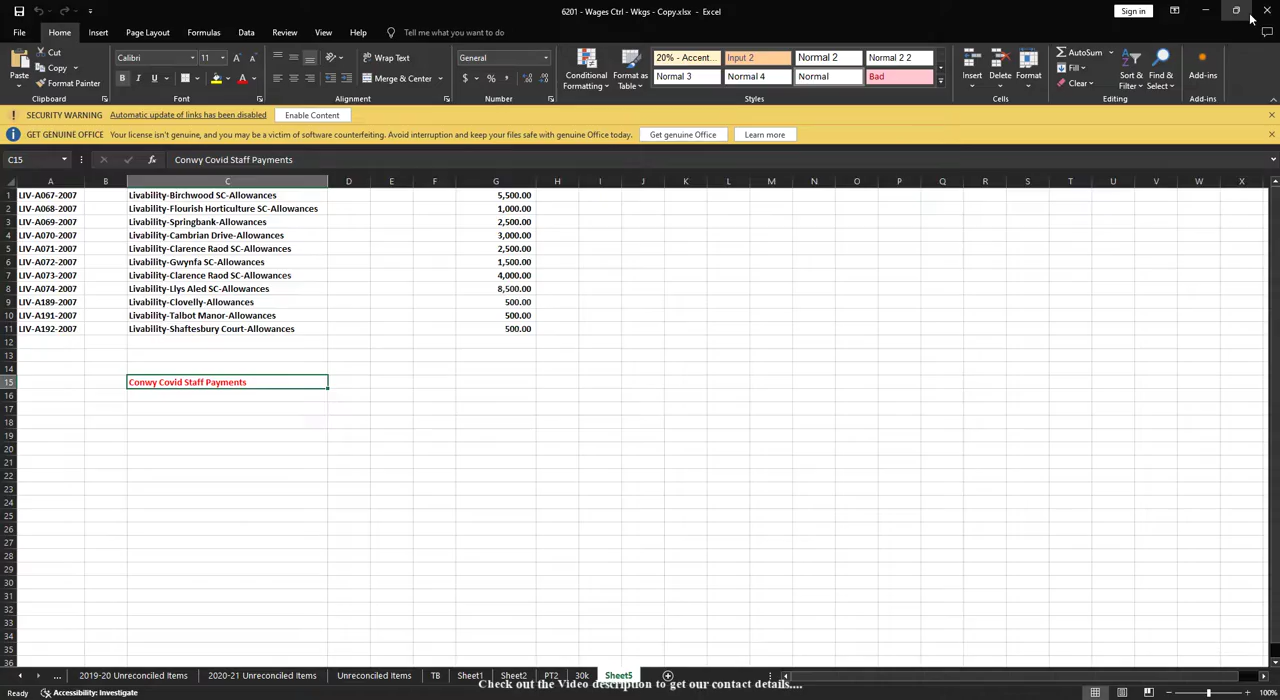 6201 - Wages Ctrl - Wkgs - Copy.xlsx - Excel
Sign in
File Home Insert Page Layout Formulas Data Review View Help Tell me what you want to do
Paste Cut Copy Format Painter Clipboard
Calibri 11 B I U Font
Wrap Text Merge & Center Alignment
General $ % , Number
Conditional Formatting Format as Table
20% - Accent... Input 2 Normal 2 Normal 2 2
Normal 3 Normal 4 Normal Bad
Styles
Insert Delete Format Cells
AutoSum Fill Clear Sort & Filter Find & Select Editing
Add-ins Add-ins
SECURITY WARNING Automatic update of links has been disabled Enable Content
GET GENUINE OFFICE Your license isn't genuine, and you may be a victim of software counterfeiting. Avoid interruption and keep your files safe with genuine Office today. Get genuine Office Learn more
C15 fx Conwy Covid Staff Payments
A B C D E F G H I J K L M N O P Q R S T U V W X
1 LIV-A067-2007 Livability-Birchwood SC-Allowances 5,500.00
2 LIV-A068-2007 Livability-Flourish Horticulture SC-Allowances 1,000.00
3 LIV-A069-2007 Livability-Springbank-Allowances 2,500.00
4 LIV-A070-2007 Livability-Cambrian Drive-Allowances 3,000.00
5 LIV-A071-2007 Livability-Clarence Raod SC-Allowances 2,500.00
6 LIV-A072-2007 Livability-Gwynfa SC-Allowances 1,500.00
7 LIV-A073-2007 Livability-Clarence Raod SC-Allowances 4,000.00
8 LIV-A074-2007 Livability-Llys Aled SC-Allowances 8,500.00
9 LIV-A189-2007 Livability-Clovelly-Allowances 500.00
10 LIV-A191-2007 Livability-Talbot Manor-Allowances 500.00
11 LIV-A192-2007 Livability-Shaftesbury Court-Allowances 500.00
12
13
14
15 Conwy Covid Staff Payments
16
17
18
19
20
21
22
23
24
25
26
27
28
29
30
31
32
33
34
35
36
... 2019-20 Unreconciled Items 2020-21 Unreconciled Items Unreconciled Items TB Sheet1 Sheet2 PT2 30k Sheet5
Check out the Video description to get our contact details....
Ready Accessibility: Investigate 100%